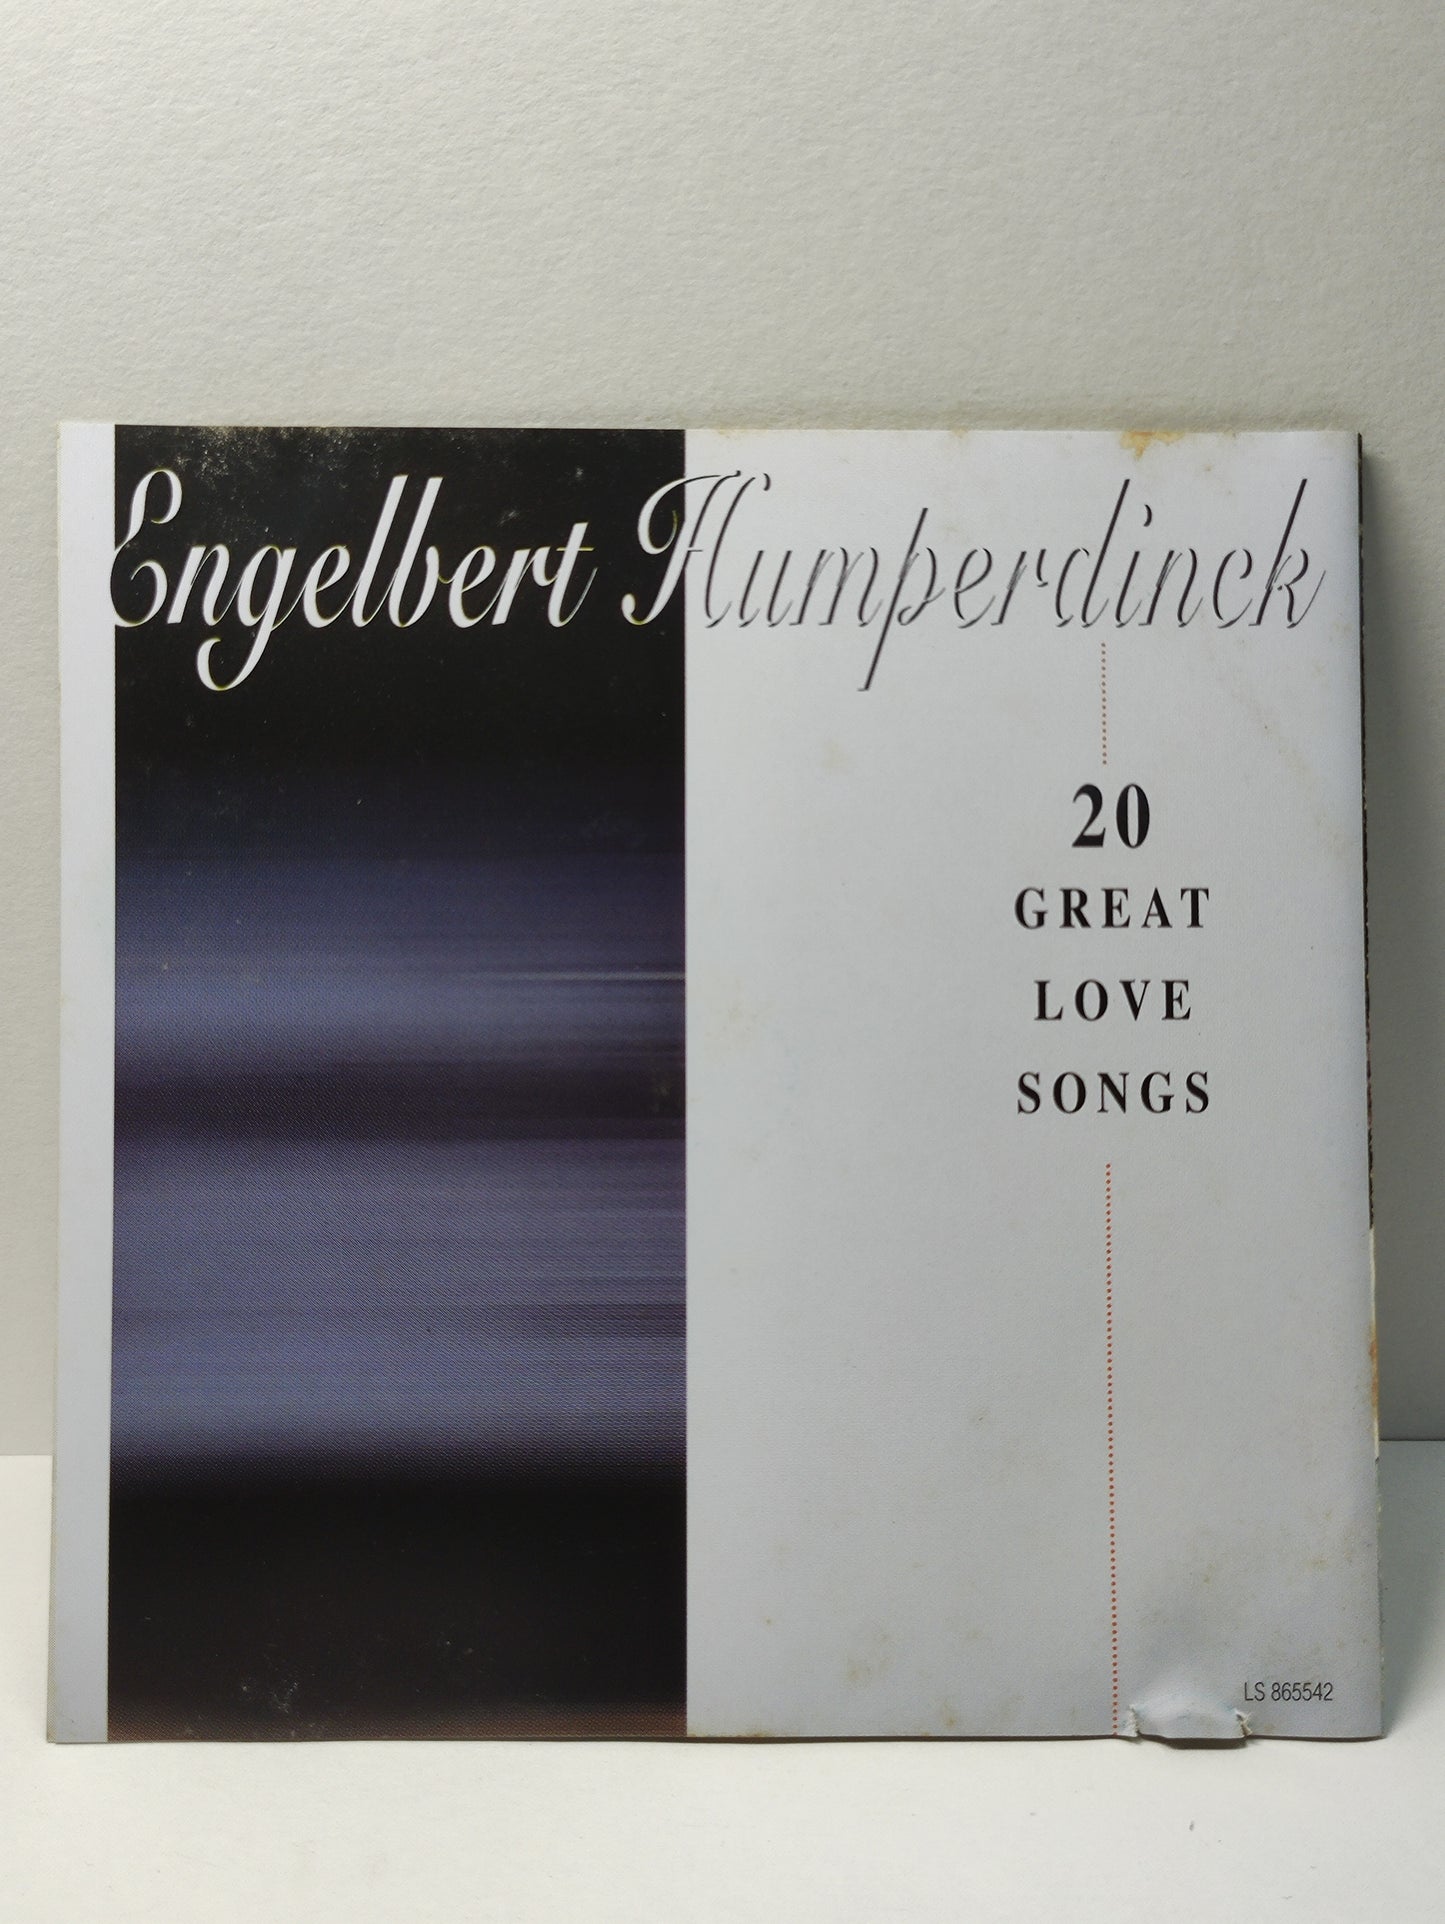 Engelbert Humperdinck
20
GREAT
LOVE
SONGS
LS 865542